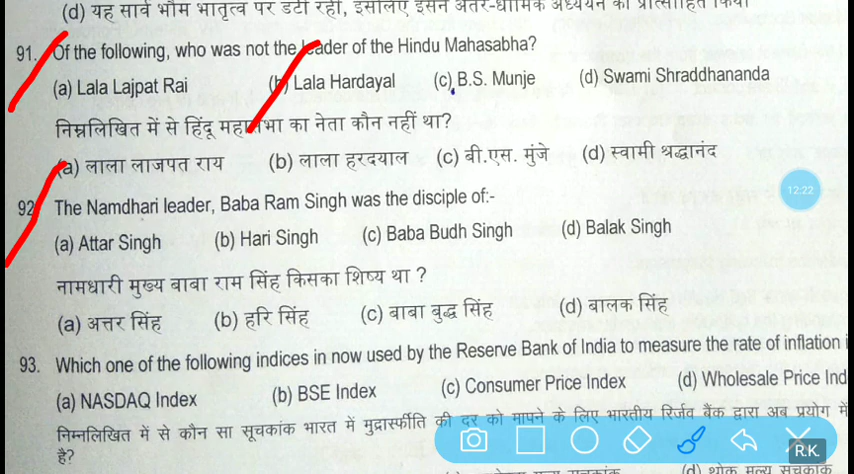 (d) यह सार्व भौम भातृत्व पर डटी रही, इसलिए इसने अंतर-धार्मिक अध्ययन को प्रोत्साहित किया
91. Of the following, who was not the leader of the Hindu Mahasabha?
(a) Lala Lajpat Rai (b) Lala Hardayal (c) B.S. Munje (d) Swami Shraddhananda
निम्नलिखित में से हिंदू महासभा का नेता कौन नहीं था?
(a) लाला लाजपत राय (b) लाला हरदयाल (c) बी.एस. मुंजे (d) स्वामी श्रद्धानंद
12:22
92 The Namdhari leader, Baba Ram Singh was the disciple of:-
(a) Attar Singh (b) Hari Singh (c) Baba Budh Singh (d) Balak Singh
नामधारी मुख्य बाबा राम सिंह किसका शिष्य था ?
(a) अत्तर सिंह (b) हरि सिंह (c) बाबा बुद्ध सिंह (d) बालक सिंह
93. Which one of the following indices in now used by the Reserve Bank of India to measure the rate of inflation i
(a) NASDAQ Index (b) BSE Index (c) Consumer Price Index (d) Wholesale Price Ind
निम्नलिखित में से कौन सा सूचकांक भारत में मुद्रास्फीति की दर को मापने के लिए भारतीय रिजर्व बैंक द्वारा अब प्रयोग में
है?
R.K.
(d) थोक मूल्य सूचकांक